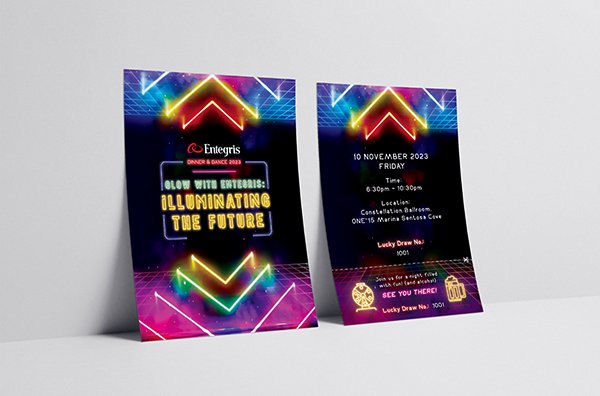 Entegris
DINNER & DANCE 2023
GLOW WITH ENTEGRIS:
ILLUMINATING
THE FUTURE
10 NOVEMBER 2023
FRIDAY
Time:
6:30pm - 10:30pm
Location:
Constellation Ballroom,
ONE°15 Marina Sentosa Cove
Lucky Draw No.:
1001
Join us for a night filled
with fun! (and alcohol)
SEE YOU THERE!
Lucky Draw No.: 1001